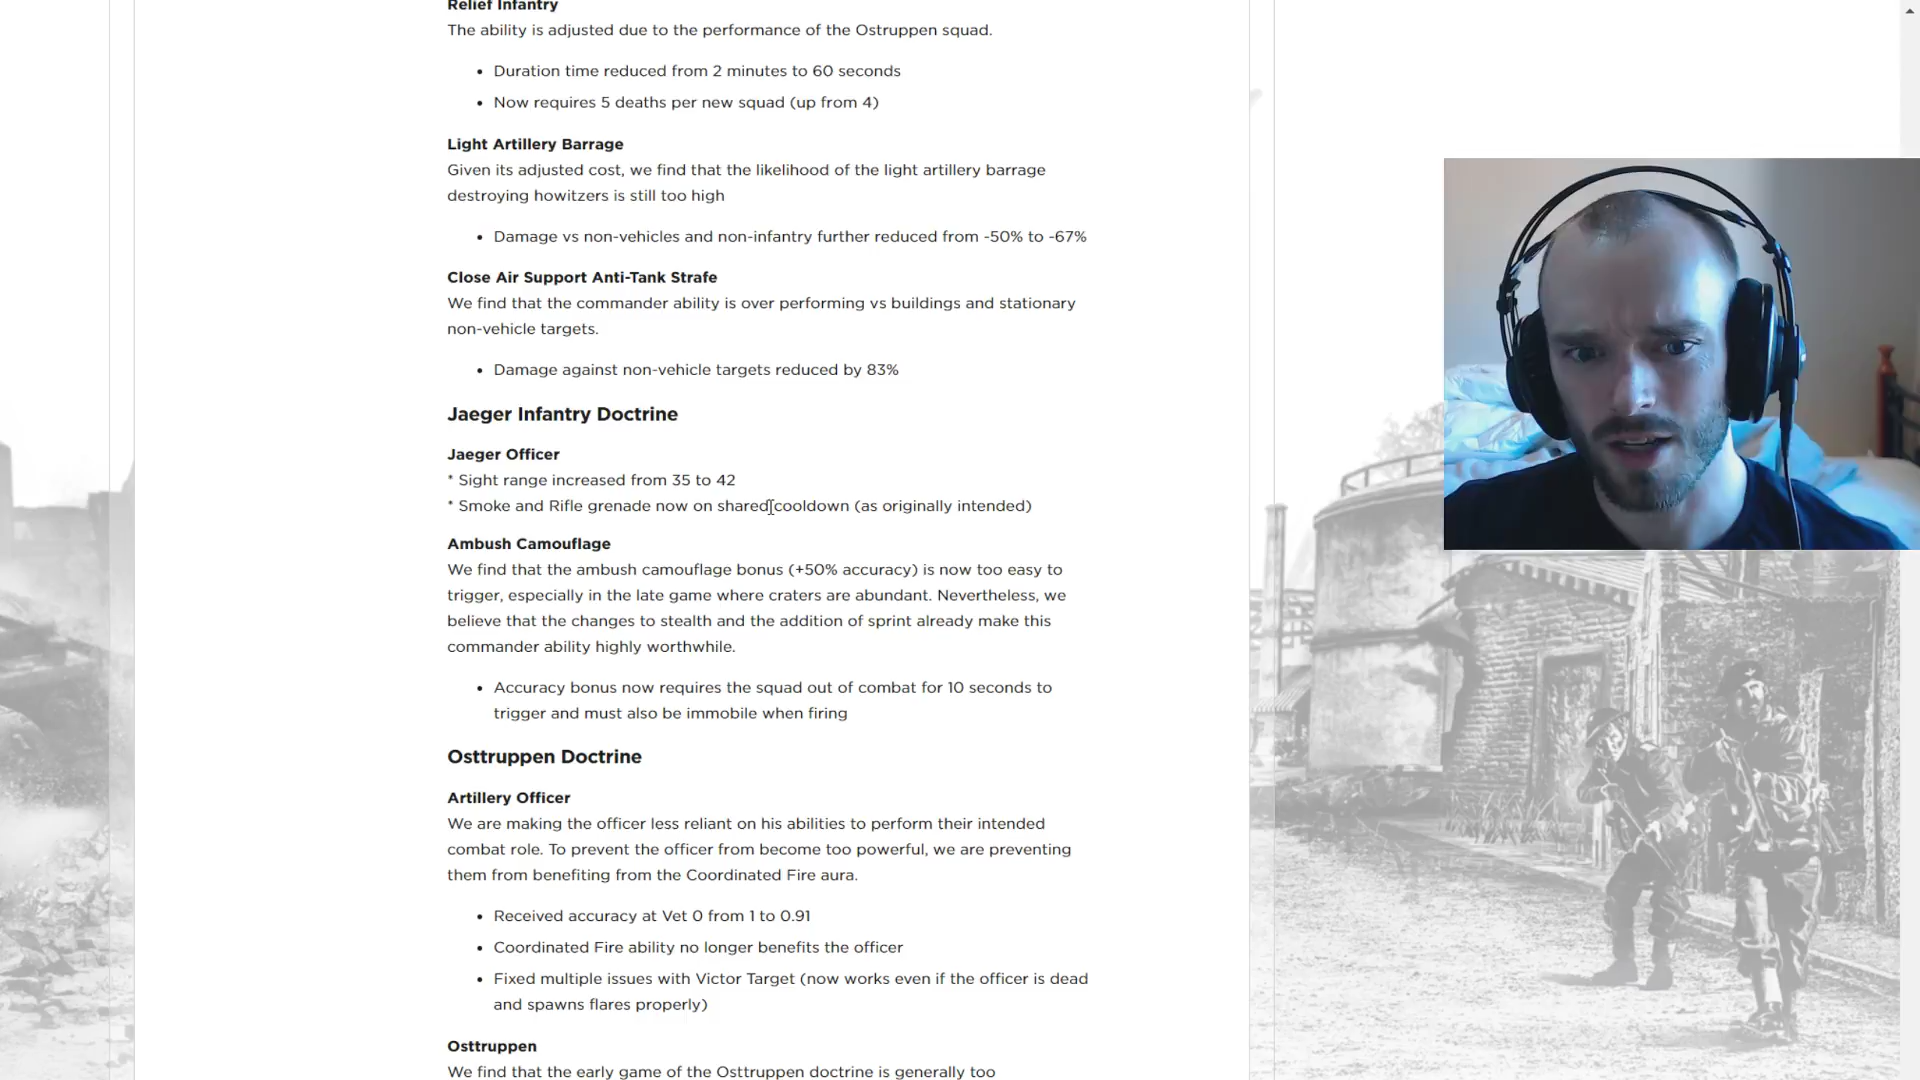 Relief Infantry
The ability is adjusted due to the performance of the Ostruppen squad.
• Duration time reduced from 2 minutes to 60 seconds
• Now requires 5 deaths per new squad (up from 4)
Light Artillery Barrage
Given its adjusted cost, we find that the likelihood of the light artillery barrage
destroying howitzers is still too high
• Damage vs non-vehicles and non-infantry further reduced from -50% to -67%
Close Air Support Anti-Tank Strafe
We find that the commander ability is over performing vs buildings and stationary
non-vehicle targets.
• Damage against non-vehicle targets reduced by 83%
Jaeger Infantry Doctrine
Jaeger Officer
* Sight range increased from 35 to 42
* Smoke and Rifle grenade now on shared cooldown (as originally intended)
Ambush Camouflage
We find that the ambush camouflage bonus (+50% accuracy) is now too easy to
trigger, especially in the late game where craters are abundant. Nevertheless, we
believe that the changes to stealth and the addition of sprint already make this
commander ability highly worthwhile.
• Accuracy bonus now requires the squad out of combat for 10 seconds to
trigger and must also be immobile when firing
Osttruppen Doctrine
Artillery Officer
We are making the officer less reliant on his abilities to perform their intended
combat role. To prevent the officer from become too powerful, we are preventing
them from benefiting from the Coordinated Fire aura.
• Received accuracy at Vet 0 from 1 to 0.91
• Coordinated Fire ability no longer benefits the officer
• Fixed multiple issues with Victor Target (now works even if the officer is dead
and spawns flares properly)
Osttruppen
We find that the early game of the Osttruppen doctrine is generally too